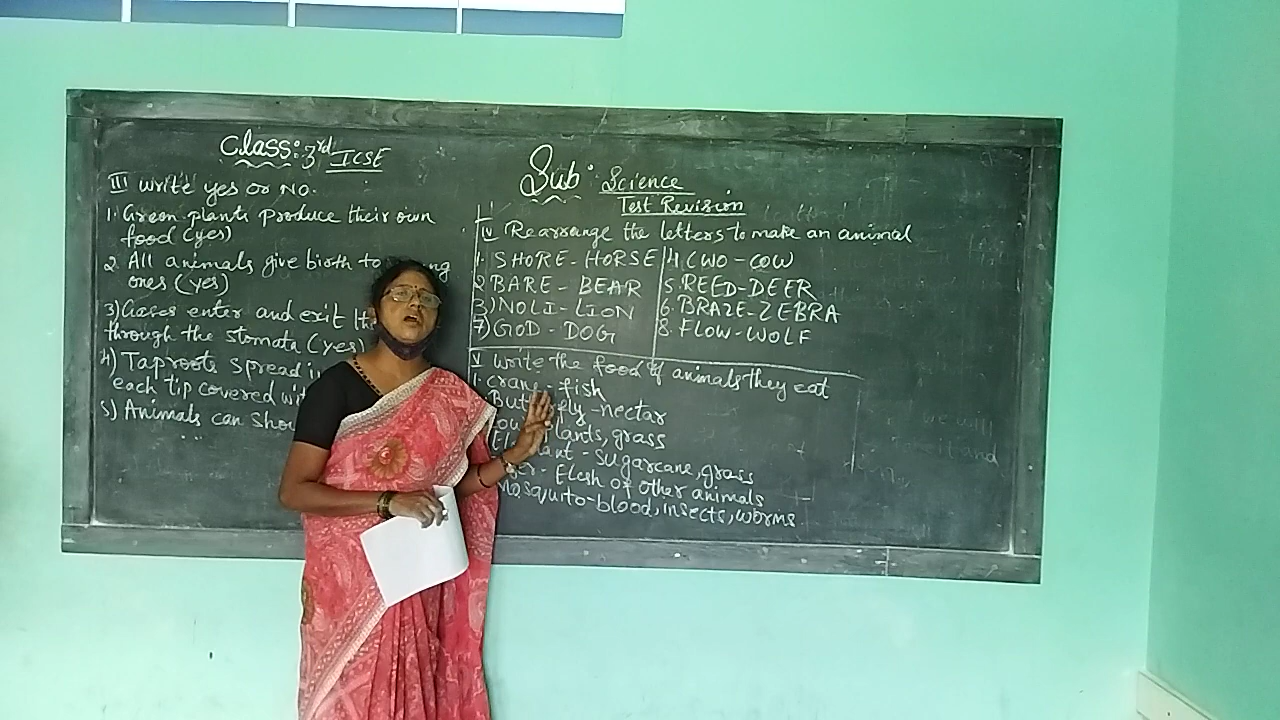 Class: 3rd ICSE
Sub: Science
Test Revision
III write yes or No.
1. Green plants produce their own
food (yes)
2. All animals give birth to
ones (yes)
3) Gases enter and exit
through the stomata (yes)
4) Taproots spread
each tip covered
5) Animals can
IV Rearrange the letters to make an animal
1. SHORE - HORSE
2 BARE - BEAR
3) NOLI - LION
7) GOD - DOG
4. CWO - COW
5. REED - DEER
6. BRAZE - ZEBRA
8. FLOW - WOLF
V write the food of animals they eat
1. crane - fish
- nectar
plants, grass
- sugarcane, grass
- Flesh of other animals
Mosquito - blood, insects, worms